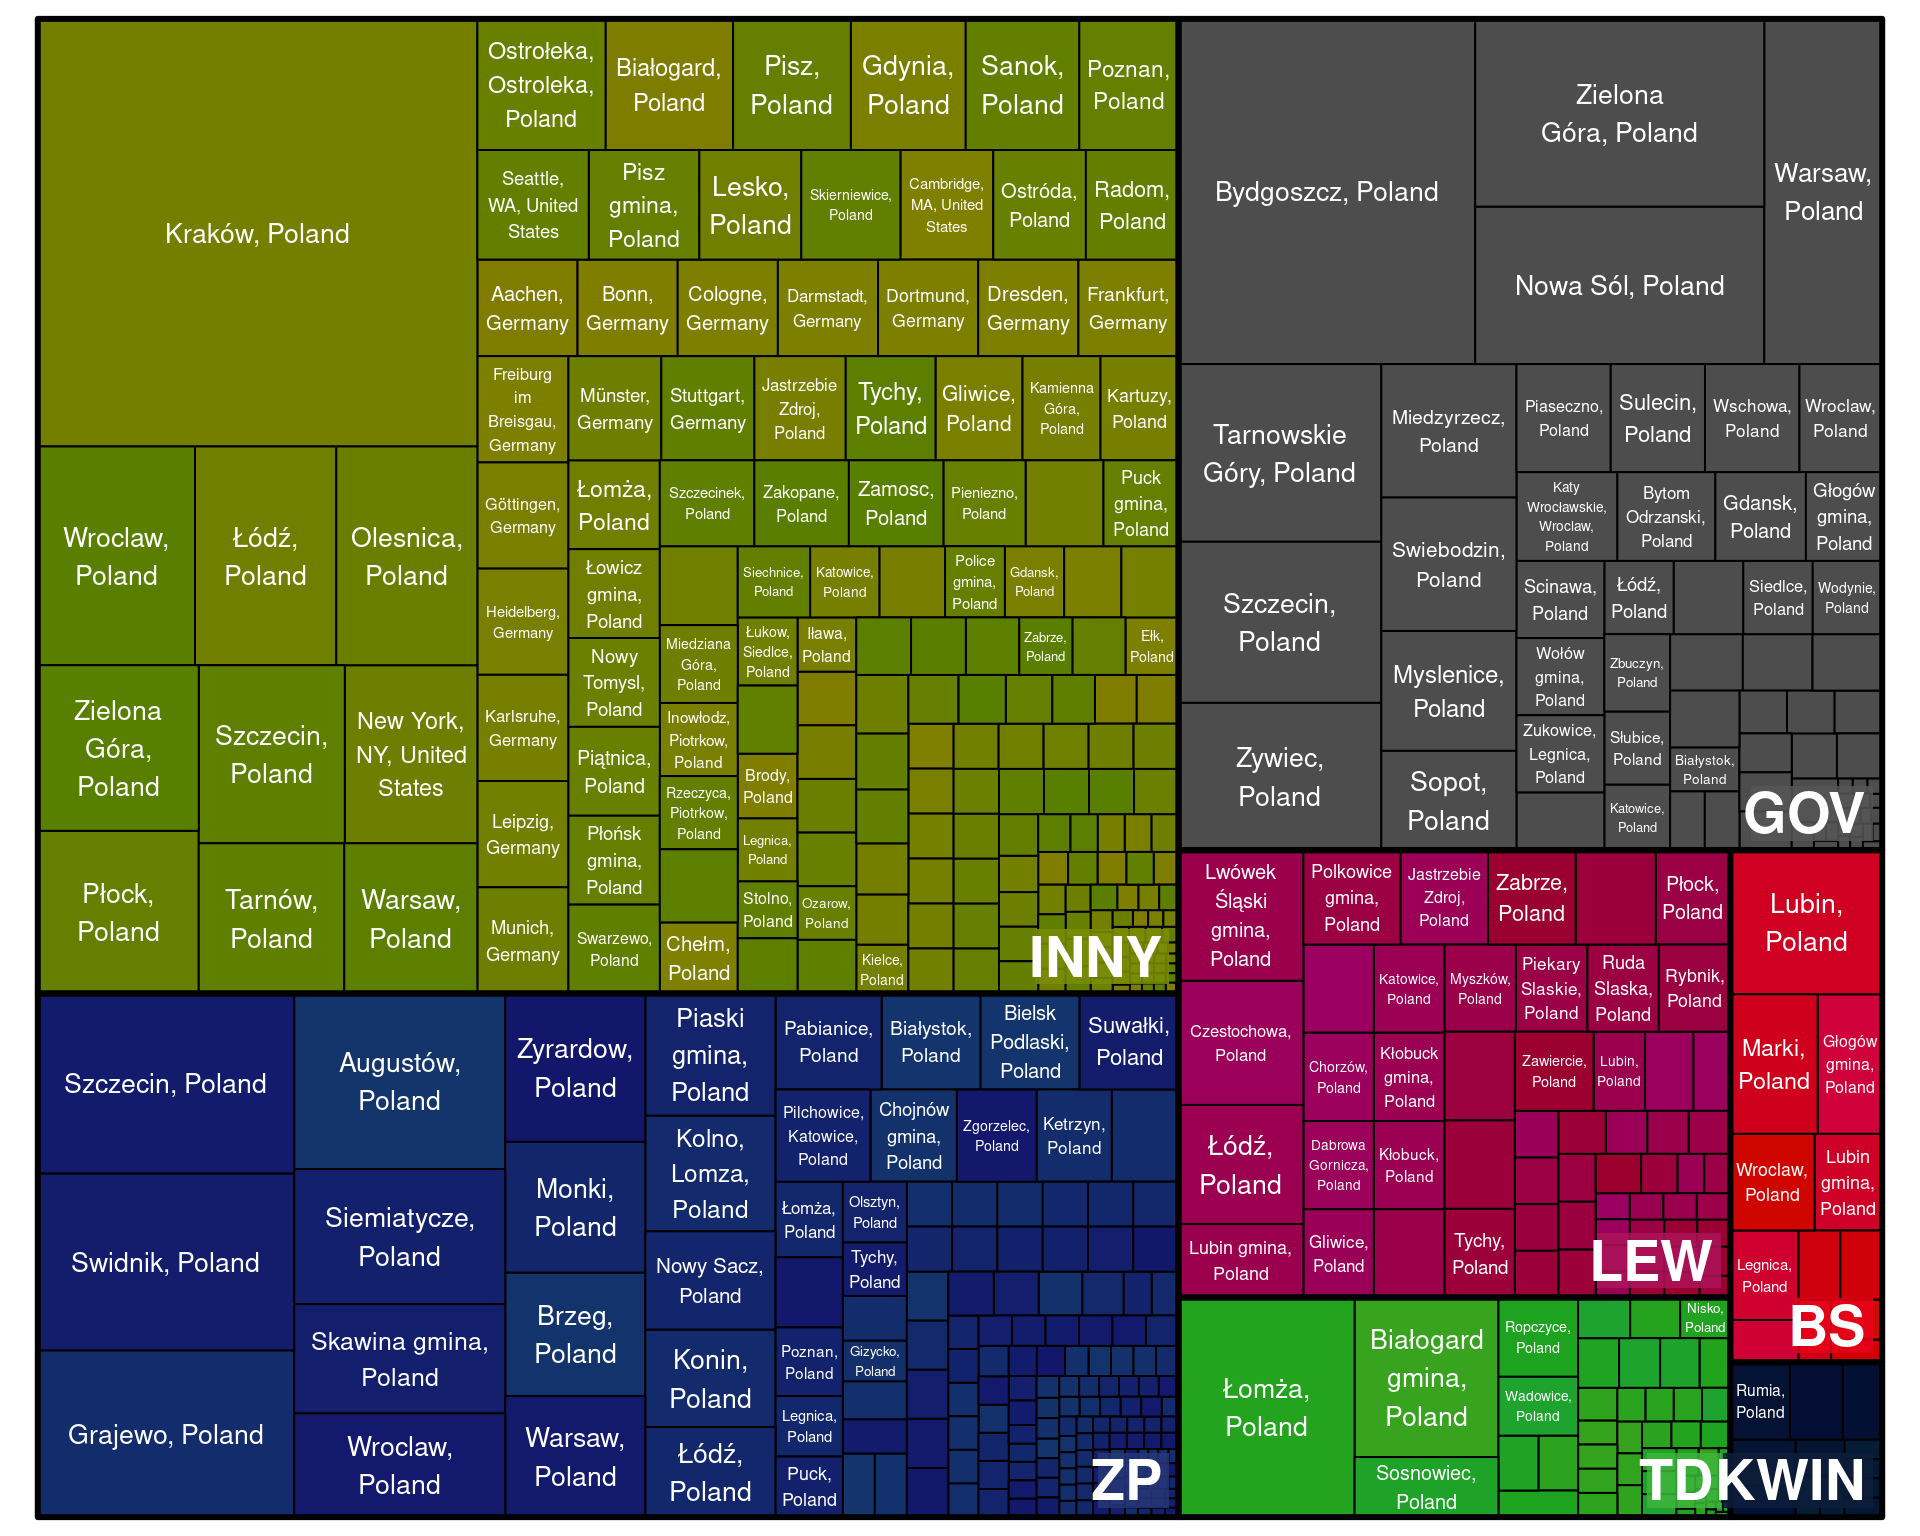 Kraków, Poland
Ostrołeka,
Ostroleka,
Poland
Białogard,
Poland
Pisz,
Poland
Gdynia,
Poland
Sanok,
Poland
Poznan,
Poland
Seattle,
WA, United
States
Pisz
gmina,
Poland
Lesko,
Poland
Skierniewice,
Poland
Cambridge,
MA, United
States
Ostróda,
Poland
Radom,
Poland
Aachen,
Germany
Bonn,
Germany
Cologne,
Germany
Darmstadt,
Germany
Dortmund,
Germany
Dresden,
Germany
Frankfurt,
Germany
Freiburg
im
Breisgau,
Germany
Münster,
Germany
Stuttgart,
Germany
Jastrzebie
Zdroj,
Poland
Tychy,
Poland
Gliwice,
Poland
Kamienna
Góra,
Poland
Kartuzy,
Poland
Wroclaw,
Poland
Łódź,
Poland
Olesnica,
Poland
Göttingen,
Germany
Łomża,
Poland
Szczecinek,
Poland
Zakopane,
Poland
Zamosc,
Poland
Pieniezno,
Poland
Puck
gmina,
Poland
Heidelberg,
Germany
Łowicz
gmina,
Poland
Siechnice,
Poland
Katowice,
Poland
Police
gmina,
Poland
Gdansk,
Poland
Nowy
Tomysl,
Poland
Miedziana
Góra,
Poland
Łukow,
Siedlce,
Poland
Iława,
Poland
Zabrze,
Poland
Ełk,
Poland
Zielona
Góra,
Poland
Szczecin,
Poland
New York,
NY, United
States
Karlsruhe,
Germany
Piątnica,
Poland
Inowłodz,
Piotrkow,
Poland
Brody,
Poland
Leipzig,
Germany
Płońsk
gmina,
Poland
Rzeczyca,
Piotrkow,
Poland
Legnica,
Poland
Płock,
Poland
Tarnów,
Poland
Warsaw,
Poland
Munich,
Germany
Swarzewo,
Poland
Chełm,
Poland
Stolno,
Poland
Ozarow,
Poland
Kielce,
Poland
INNY
Bydgoszcz, Poland
Zielona
Góra, Poland
Nowa Sól, Poland
Warsaw,
Poland
Tarnowskie
Góry, Poland
Miedzyrzecz,
Poland
Piaseczno,
Poland
Sulecin,
Poland
Wschowa,
Poland
Wroclaw,
Poland
Katy
Wrocławskie,
Wroclaw,
Poland
Bytom
Odrzanski,
Poland
Gdansk,
Poland
Głogów
gmina,
Poland
Szczecin,
Poland
Swiebodzin,
Poland
Scinawa,
Poland
Łódź,
Poland
Siedlce,
Poland
Wodynie,
Poland
Myslenice,
Poland
Wołów
gmina,
Poland
Zbuczyn,
Poland
Zywiec,
Poland
Sopot,
Poland
Zukowice,
Legnica,
Poland
Słubice,
Poland
Białystok,
Poland
Katowice,
Poland
GOV
Szczecin, Poland
Swidnik, Poland
Grajewo, Poland
Augustów,
Poland
Siemiatycze,
Poland
Skawina gmina,
Poland
Wroclaw,
Poland
Zyrardow,
Poland
Monki,
Poland
Brzeg,
Poland
Warsaw,
Poland
Piaski
gmina,
Poland
Kolno,
Lomza,
Poland
Nowy Sacz,
Poland
Konin,
Poland
Łódź,
Poland
Pabianice,
Poland
Białystok,
Poland
Bielsk
Podlaski,
Poland
Suwałki,
Poland
Pilchowice,
Katowice,
Poland
Chojnów
gmina,
Poland
Zgorzelec,
Poland
Ketrzyn,
Poland
Łomża,
Poland
Olsztyn,
Poland
Tychy,
Poland
Poznan,
Poland
Gizycko,
Poland
Legnica,
Poland
Puck,
Poland
ZP
Lwówek
Śląski
gmina,
Poland
Polkowice
gmina,
Poland
Jastrzebie
Zdroj,
Poland
Zabrze,
Poland
Płock,
Poland
Czestochowa,
Poland
Katowice,
Poland
Myszków,
Poland
Piekary
Slaskie,
Poland
Ruda
Slaska,
Poland
Rybnik,
Poland
Chorzów,
Poland
Kłobuck
gmina,
Poland
Zawiercie,
Poland
Lubin,
Poland
Łódź,
Poland
Dabrowa
Gornicza,
Poland
Kłobuck,
Poland
Lubin gmina,
Poland
Gliwice,
Poland
Tychy,
Poland
LEW
Lubin,
Poland
Marki,
Poland
Głogów
gmina,
Poland
Wroclaw,
Poland
Lubin
gmina,
Poland
Legnica,
Poland
BS
Łomża,
Poland
Białogard
gmina,
Poland
Sosnowiec,
Poland
Ropczyce,
Poland
Nisko,
Poland
Wadowice,
Poland
Rumia,
Poland
TDKWIN